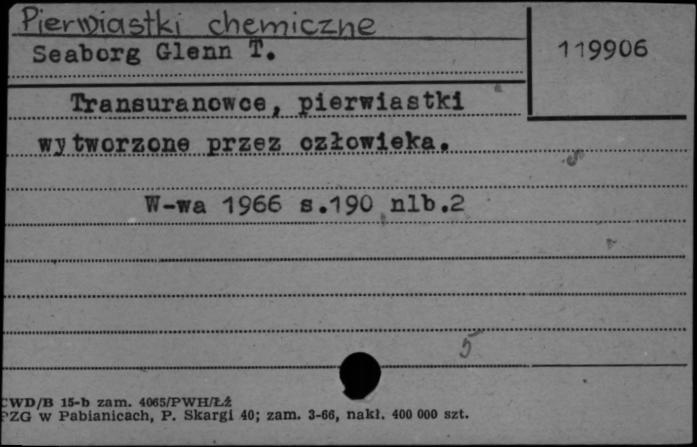 Pierwiastki chemiczne
Seaborg Glenn T.
119906
Transuranowce, pierwiastki
wytworzone przez człowieka.
W-wa 1966 s.190 nlb.2
5
CWD/B 15-b zam. 4065/PWH/ŁŻ
PZG w Pabianicach, P. Skargi 40; zam. 3-66, nakł. 400 000 szt.